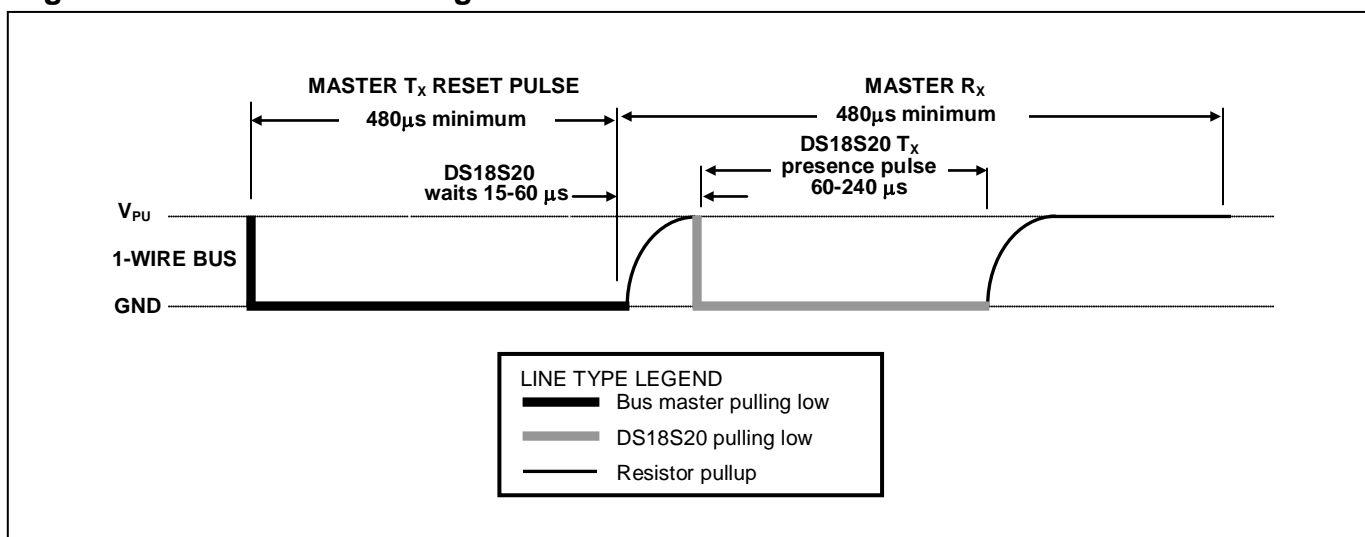 MASTER TX RESET PULSE
480μs minimum
MASTER RX
480μs minimum
DS18S20
waits 15-60 μs
DS18S20 TX
presence pulse
60-240 μs
VPU
1-WIRE BUS
GND
LINE TYPE LEGEND
Bus master pulling low
DS18S20 pulling low
Resistor pullup